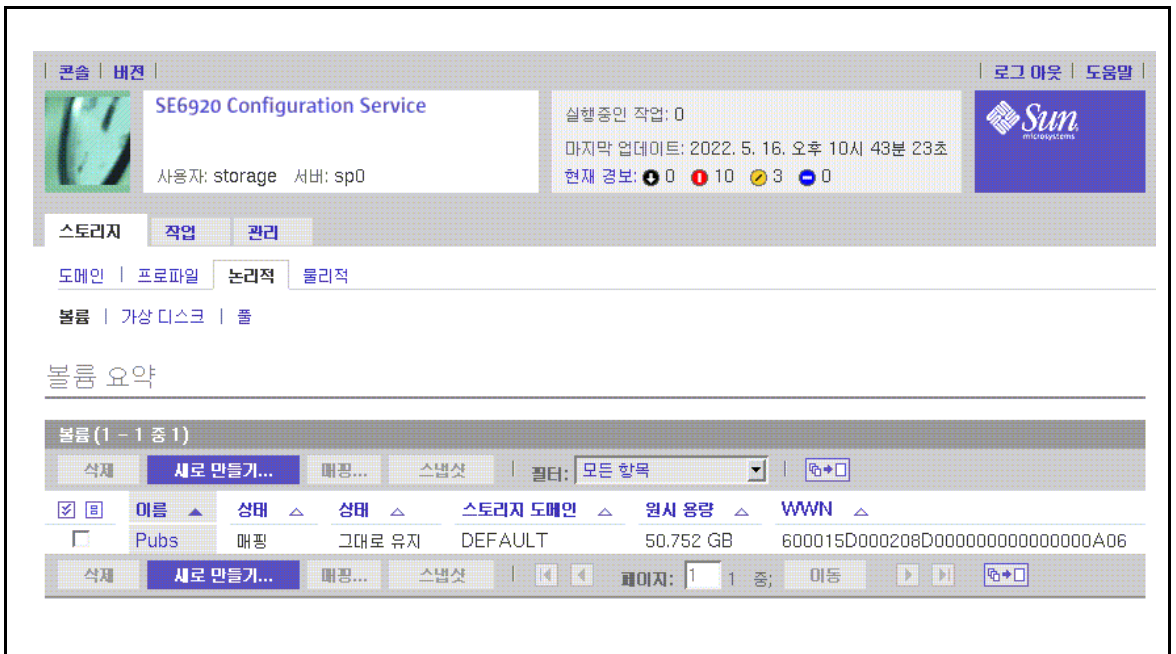 콘솔 버젼 로그 아웃 도움말
SE6920 Configuration Service
실행중인 작업: 0
마지막 업데이트: 2022. 5. 16. 오후 10시 43분 23초
사용자: storage 서버: sp0
현재 경보: 0 10 3 0
Sun
microsystems
스토리지 작업 관리
도메인 프로파일 논리적 물리적
볼륨 가상 디스크 풀
볼륨 요약
볼륨(1 - 1 중 1)
삭제 새로 만들기... 매핑... 스냅샷 필터: 모든 항목
이름 상태 상태 스토리지 도메인 원시 용량 WWN
Pubs 매핑 그대로 유지 DEFAULT 50.752 GB 600015D000208D000000000000000A06
삭제 새로 만들기... 매핑... 스냅샷 페이지: 1 1 중; 이동